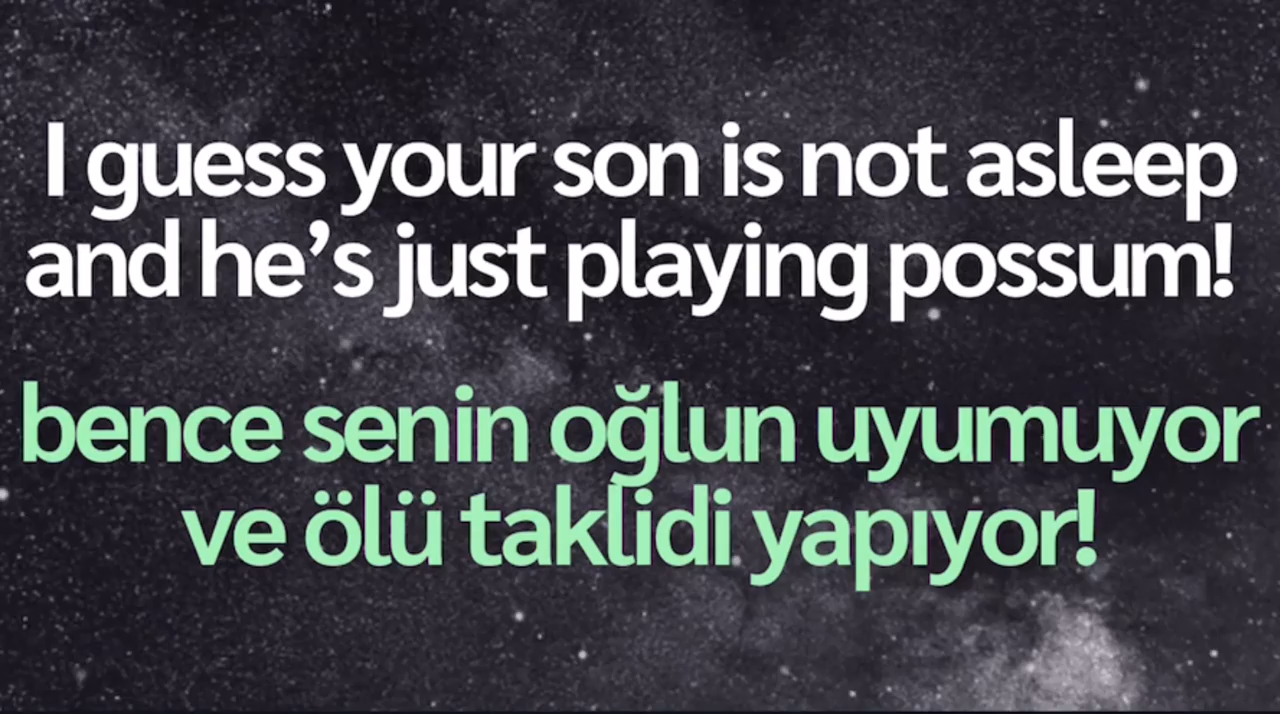 I guess your son is not asleep
and he’s just playing possum!
bence senin oğlun uyumuyor
ve ölü taklidi yapıyor!